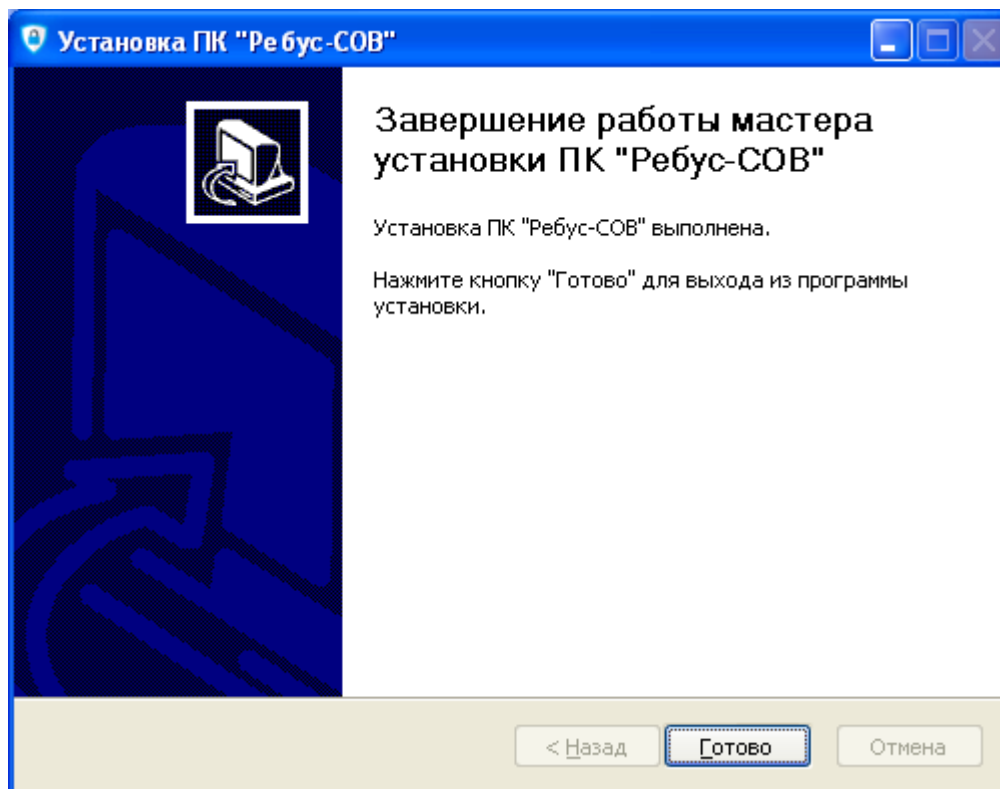 Установка ПК "Ребус-СОВ"
Завершение работы мастера
установки ПК "Ребус-СОВ"
Установка ПК "Ребус-СОВ" выполнена.
Нажмите кнопку "Готово" для выхода из программы
установки.
< Назад
Готово
Отмена